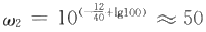 ω₂ = 10^(-12/40+lg100) ≈ 50